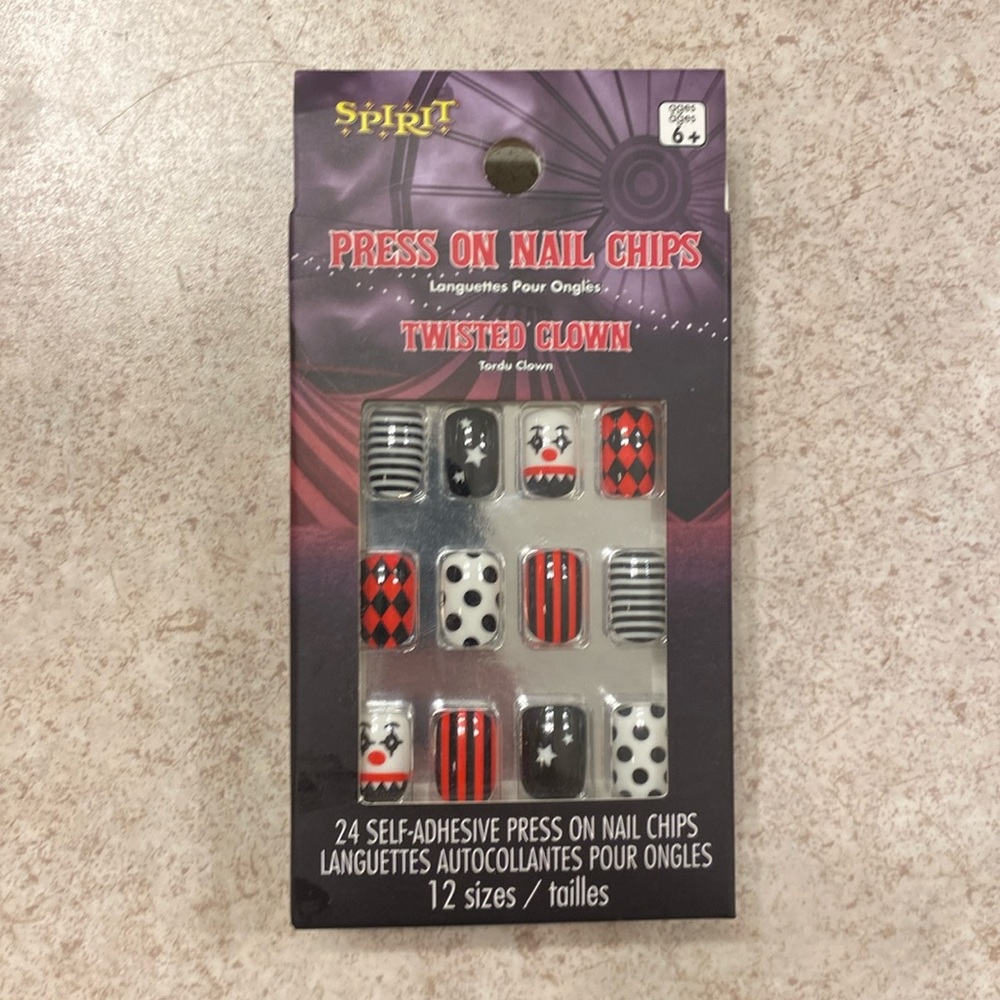 SPIRIT
ages
ages
6+
PRESS ON NAIL CHIPS
Languettes Pour Ongles
TWISTED CLOWN
Tordu Clown
24 SELF-ADHESIVE PRESS ON NAIL CHIPS
LANGUETTES AUTOCOLLANTES POUR ONGLES
12 sizes / tailles